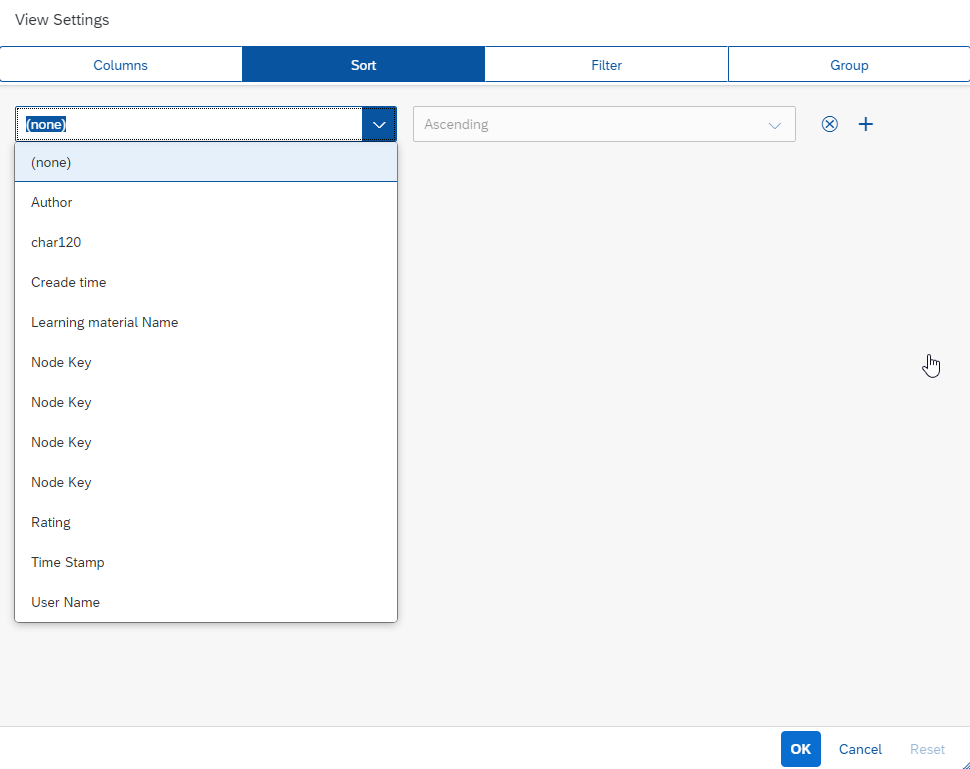 View Settings
Columns Sort Filter Group
(none) Ascending
(none)
Author
char120
Creade time
Learning material Name
Node Key
Node Key
Node Key
Node Key
Rating
Time Stamp
User Name
OK Cancel Reset